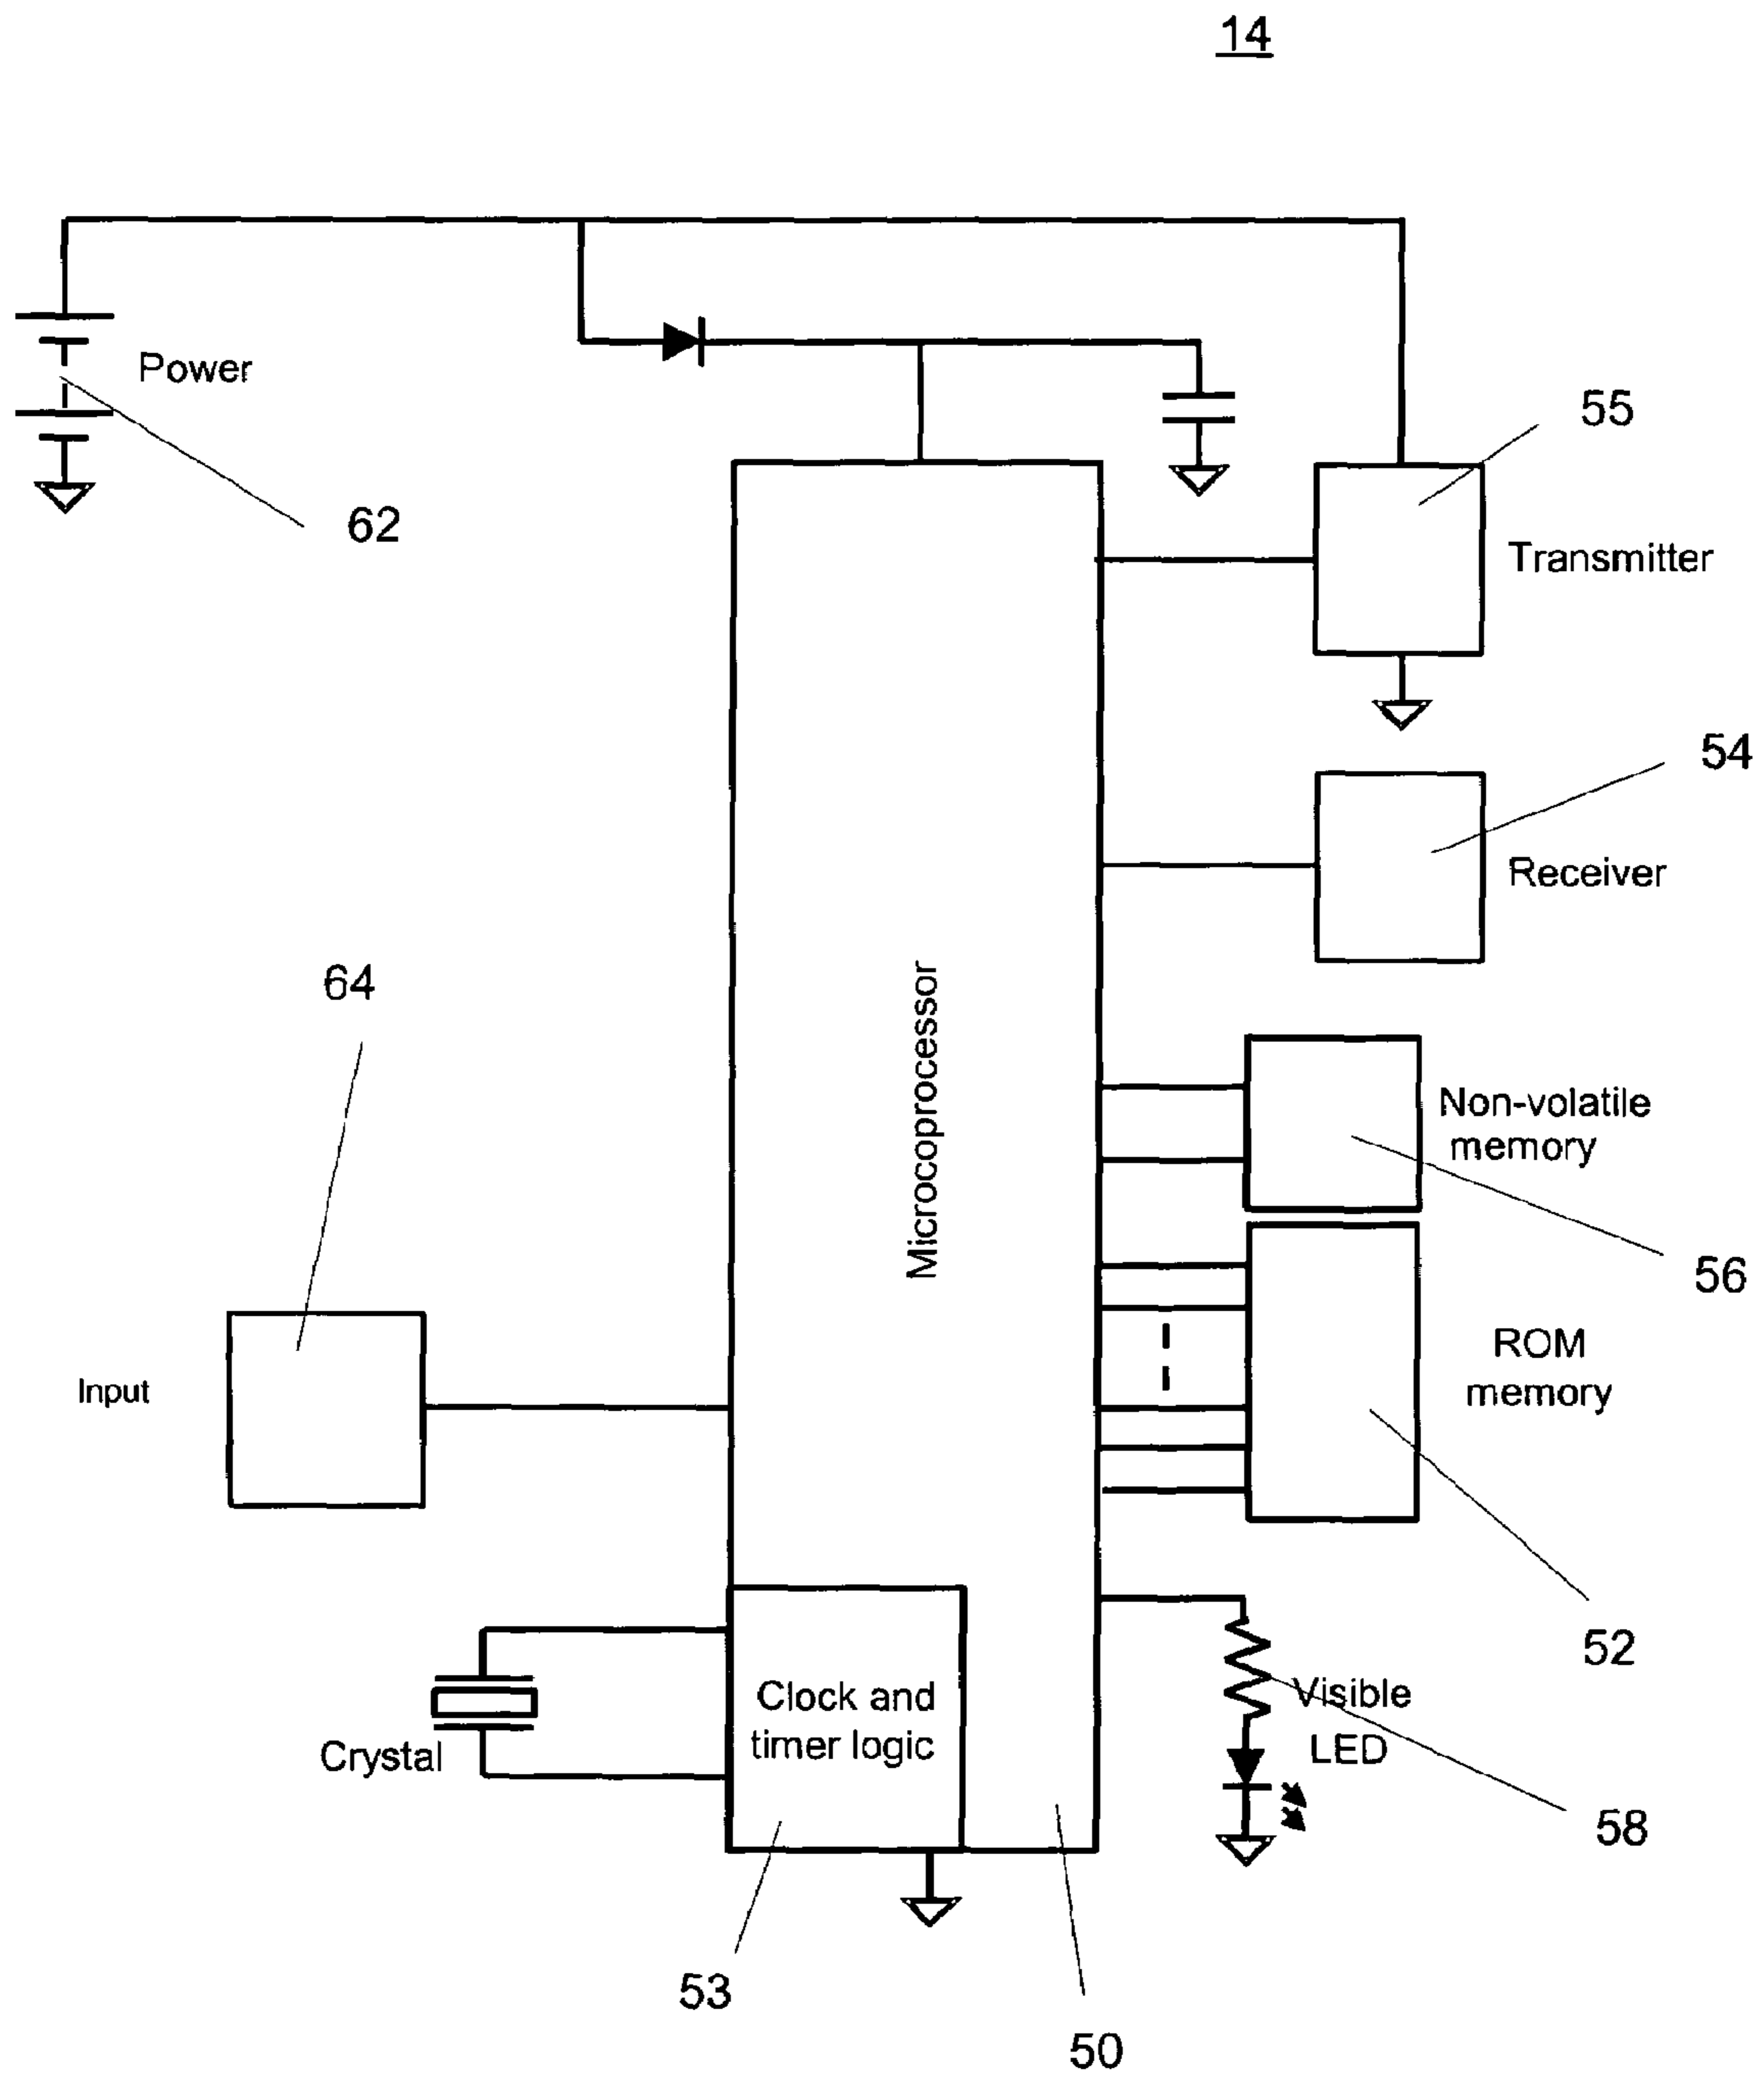 14
Power
62
55
Transmitter
54
Receiver
64
Microcoprocessor
Non-volatile
memory
56
ROM
memory
Input
52
Clock and
timer logic
Crystal
Visible
LED
58
53
50